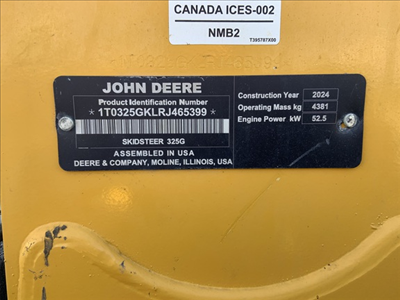 CANADA ICES-002
NMB2
T395787X00
JOHN DEERE
Product Identification Number
*1T0325GKLRJ465399*
SKIDSTEER 325G
ASSEMBLED IN USA
DEERE & COMPANY, MOLINE, ILLINOIS, USA
Construction Year 2024
Operating Mass kg 4381
Engine Power kW 52.5